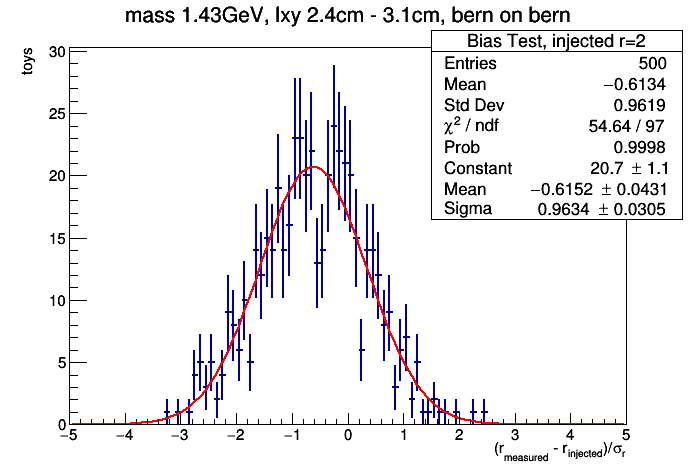 mass 1.43GeV, lxy 2.4cm - 3.1cm, bern on bern
Bias Test, injected r=2
Entries 500
Mean −0.6134
Std Dev 0.9619
χ² / ndf 54.64 / 97
Prob 0.9998
Constant 20.7 ± 1.1
Mean −0.6152 ± 0.0431
Sigma 0.9634 ± 0.0305
toys
30
25
20
15
10
5
0
−5 −4 −3 −2 −1 0 1 2 3 4 5
(r_measured - r_injected)/σ_r